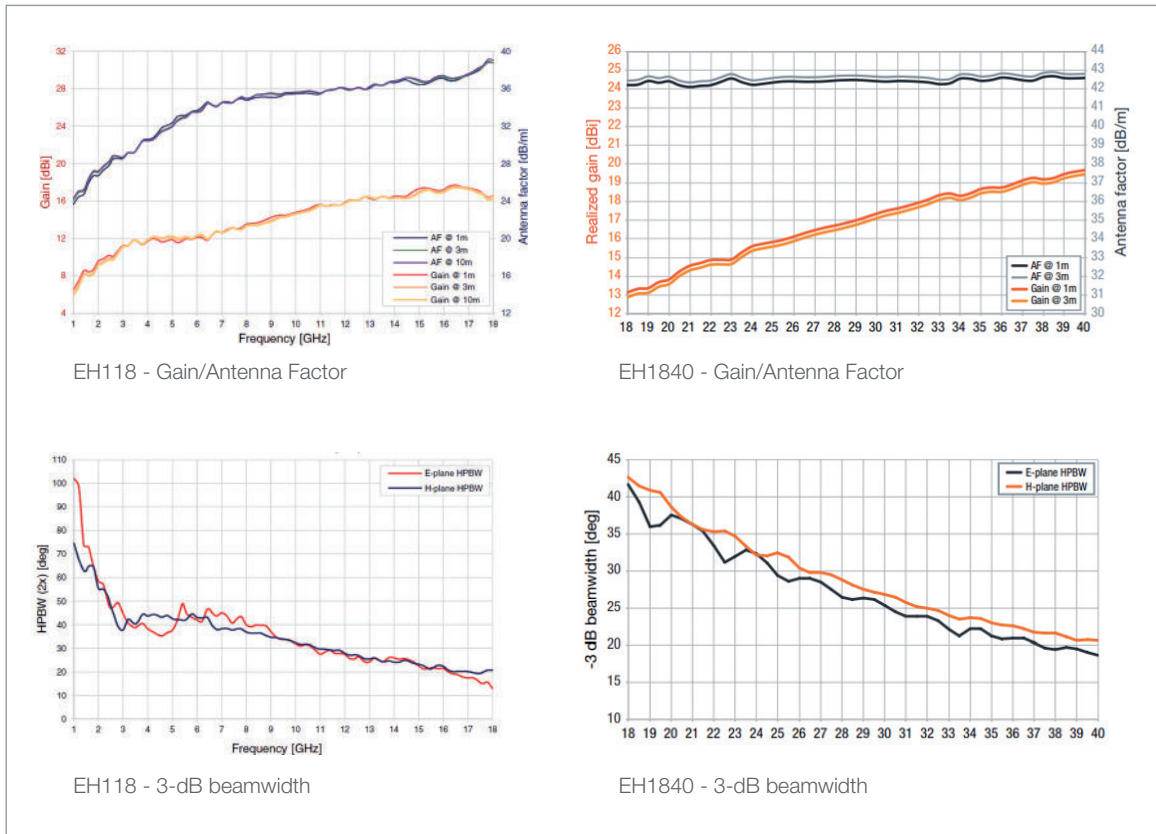 32
28
24
20
16
12
8
4
Gain [dBi]
40
36
32
28
24
20
16
12
Antenna factor [dB/m]
AF @ 1m
AF @ 3m
AF @ 10m
Gain @ 1m
Gain @ 3m
Gain @ 10m
1 2 3 4 5 6 7 8 9 10 11 12 13 14 15 16 17 18
Frequency [GHz]
EH118 - Gain/Antenna Factor
26
25
24
23
22
21
20
19
18
17
16
15
14
13
12
Realized gain [dBi]
44
43
42
41
40
39
38
37
36
35
34
33
32
31
30
Antenna factor [dB/m]
AF @ 1m
AF @ 3m
Gain @ 1m
Gain @ 3m
18 19 20 21 22 23 24 25 26 27 28 29 30 31 32 33 34 35 36 37 38 39 40
EH1840 - Gain/Antenna Factor
110
100
90
80
70
60
50
40
30
20
10
0
HPBW (2x) [deg]
E-plane HPBW
H-plane HPBW
1 2 3 4 5 6 7 8 9 10 11 12 13 14 15 16 17 18
Frequency [GHz]
EH118 - 3-dB beamwidth
45
40
35
30
25
20
15
10
-3 dB beamwidth [deg]
E-plane HPBW
H-plane HPBW
18 19 20 21 22 23 24 25 26 27 28 29 30 31 32 33 34 35 36 37 38 39 40
EH1840 - 3-dB beamwidth